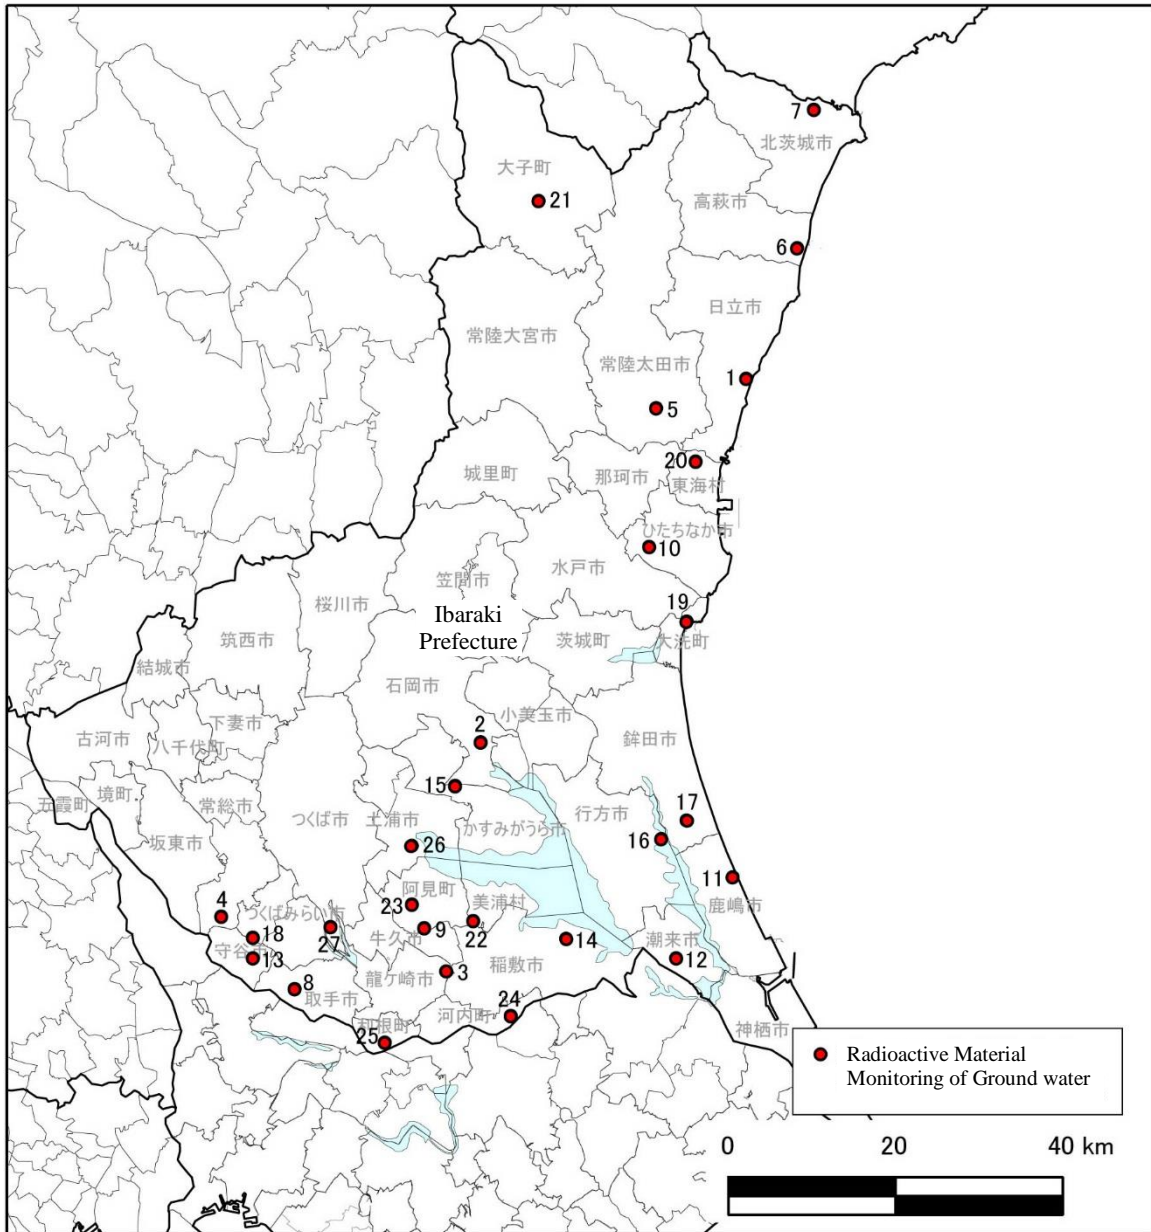 7
北茨城市
大子町
21
高萩市
6
日立市
常陸大宮市
常陸太田市
1
5
城里町
那珂市
20
東海村
ひたちなか市
10
笠間市
水戸市
桜川市
Ibaraki
Prefecture
19
茨城町
大洗町
筑西市
結城市
石岡市
小美玉市
2
下妻市
古河市
八千代町
鉾田市
15
五霞町
境町
常総市
つくば市
土浦市
かすみがうら市
行方市
17
坂東市
26
16
11
阿見町
美浦村
鹿嶋市
23
4
つくばみらい市
27
牛久市
9
22
14
潮来市
12
18
守谷市
13
龍ケ崎市
3
稲敷市
8
取手市
24
河内町
利根町
25
神栖市
Radioactive Material
Monitoring of Ground water
0 20 40 km